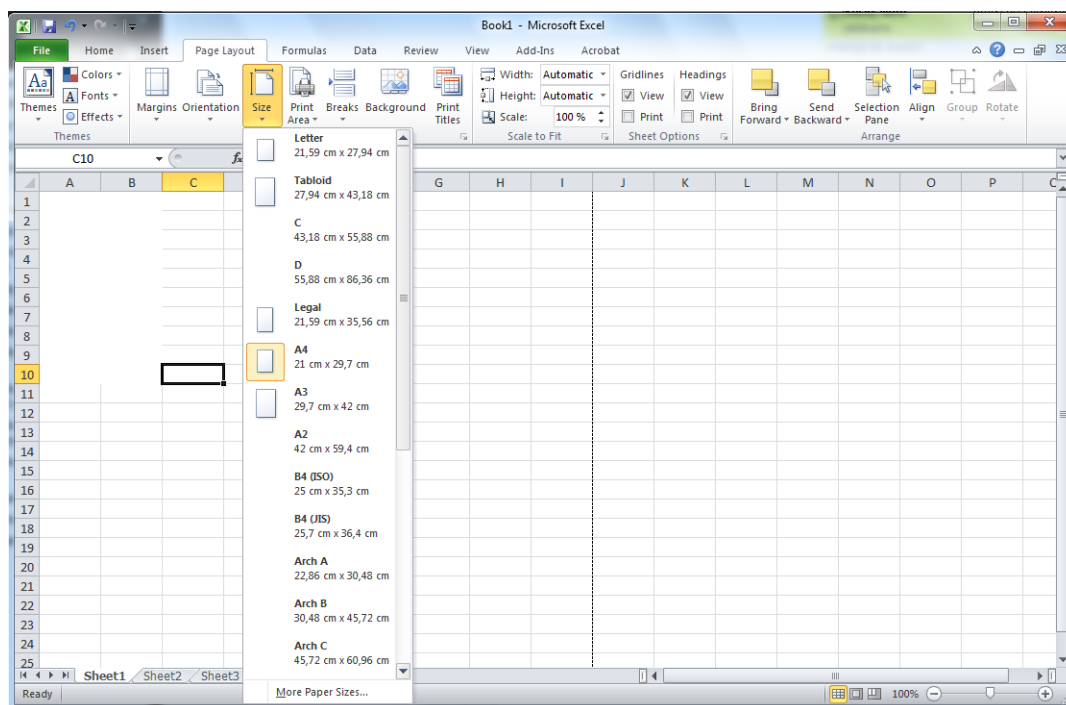 Book1 - Microsoft Excel
File Home Insert Page Layout Formulas Data Review View Add-Ins Acrobat
Themes
Colors
Fonts
Effects
Themes
Margins
Orientation
Size
Print
Area
Breaks
Background
Print
Titles
Width: Automatic
Height: Automatic
Scale: 100 %
Scale to Fit
Gridlines
View
Print
Headings
View
Print
Sheet Options
Bring
Forward
Send
Backward
Selection
Pane
Align
Group
Rotate
Arrange
C10
fx
A B C G H I J K L M N O P
1
2
3
4
5
6
7
8
9
10
11
12
13
14
15
16
17
18
19
20
21
22
23
24
25
Letter
21,59 cm x 27,94 cm
Tabloid
27,94 cm x 43,18 cm
C
43,18 cm x 55,88 cm
D
55,88 cm x 86,36 cm
Legal
21,59 cm x 35,56 cm
A4
21 cm x 29,7 cm
A3
29,7 cm x 42 cm
A2
42 cm x 59,4 cm
B4 (ISO)
25 cm x 35,3 cm
B4 (JIS)
25,7 cm x 36,4 cm
Arch A
22,86 cm x 30,48 cm
Arch B
30,48 cm x 45,72 cm
Arch C
45,72 cm x 60,96 cm
More Paper Sizes...
Sheet1 Sheet2 Sheet3
Ready
100%